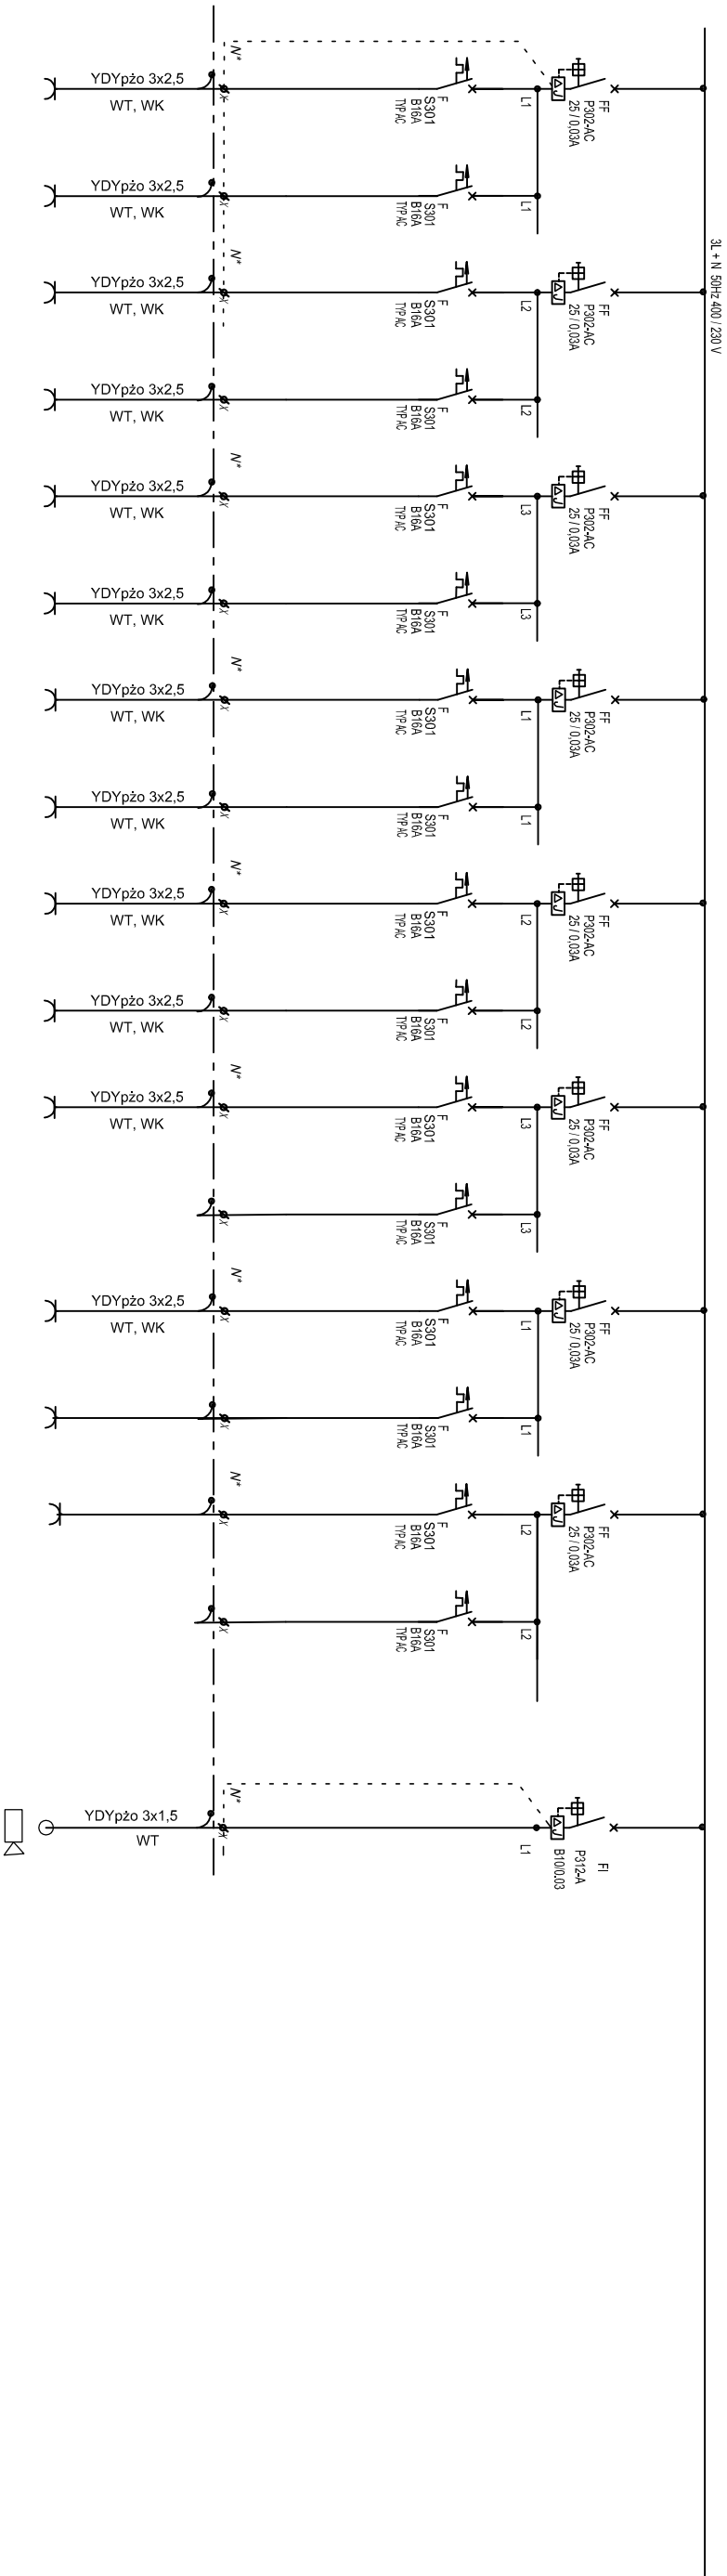 3L + N 50Hz 400 / 230 V
FF
P302-AC
25 / 0,03A
L1
F
S301
B16A
TYP AC
N*
X
YDYpżo 3x2,5
WT, WK
L1
F
S301
B16A
TYP AC
X
YDYpżo 3x2,5
WT, WK
FF
P302-AC
25 / 0,03A
L2
F
S301
B16A
TYP AC
N*
X
YDYpżo 3x2,5
WT, WK
L2
F
S301
B16A
TYP AC
X
YDYpżo 3x2,5
WT, WK
FF
P302-AC
25 / 0,03A
L3
F
S301
B16A
TYP AC
N*
X
YDYpżo 3x2,5
WT, WK
L3
F
S301
B16A
TYP AC
X
YDYpżo 3x2,5
WT, WK
FF
P302-AC
25 / 0,03A
L1
F
S301
B16A
TYP AC
N*
X
YDYpżo 3x2,5
WT, WK
L1
F
S301
B16A
TYP AC
X
YDYpżo 3x2,5
WT, WK
FF
P302-AC
25 / 0,03A
L2
F
S301
B16A
TYP AC
N*
X
YDYpżo 3x2,5
WT, WK
L2
F
S301
B16A
TYP AC
X
YDYpżo 3x2,5
WT, WK
FF
P302-AC
25 / 0,03A
L3
F
S301
B16A
TYP AC
N*
X
YDYpżo 3x2,5
WT, WK
L3
F
S301
B16A
TYP AC
X
FF
P302-AC
25 / 0,03A
L1
F
S301
B16A
TYP AC
N*
X
YDYpżo 3x2,5
WT, WK
L1
F
S301
B16A
TYP AC
X
FF
P302-AC
25 / 0,03A
L2
F
S301
B16A
TYP AC
N*
X
L2
F
S301
B16A
TYP AC
X
FI
P312-A
B10/0.03
L1
N*
X
YDYpżo 3x1,5
WT